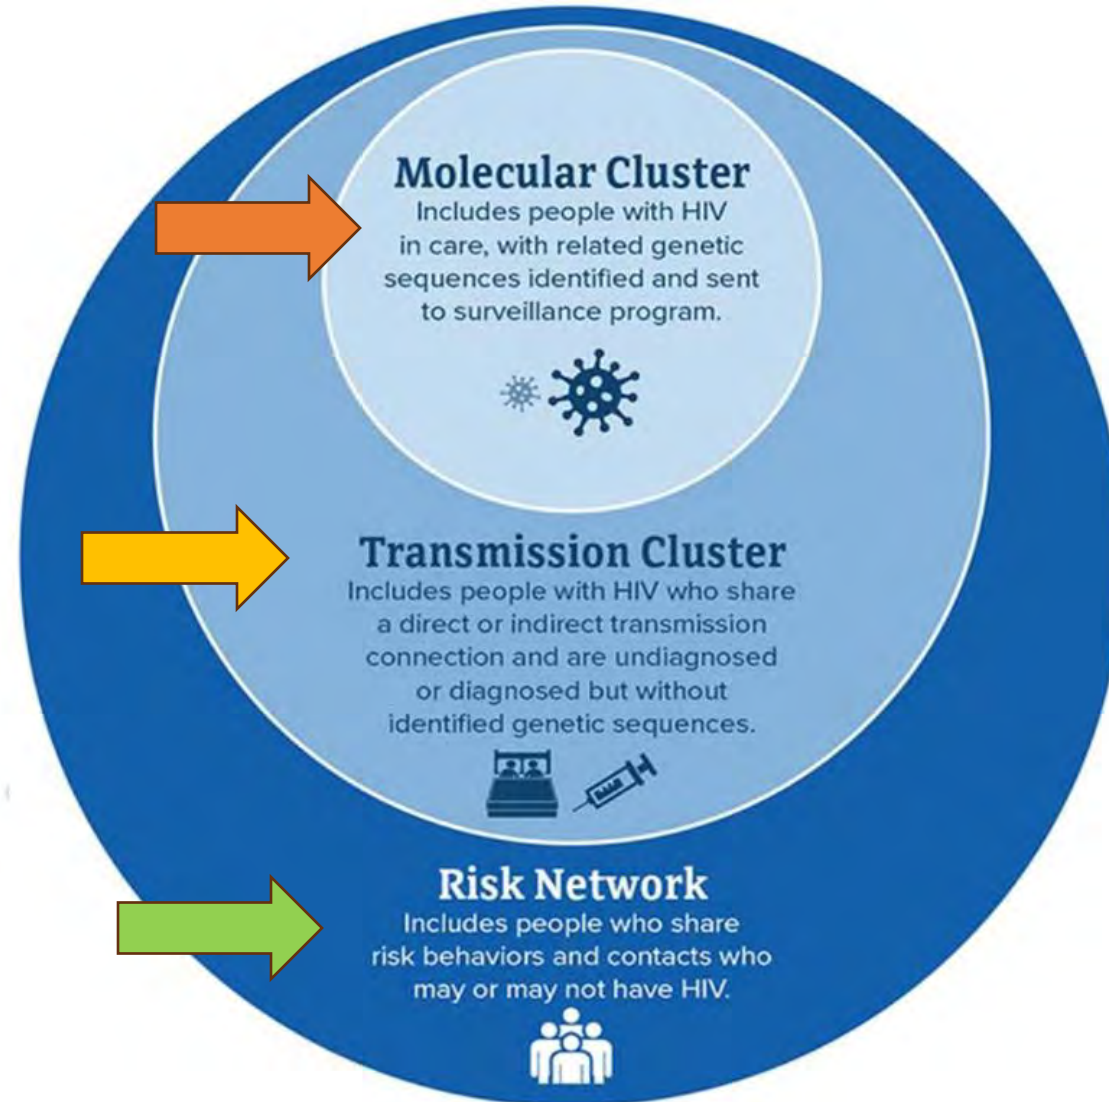 Molecular Cluster
Includes people with HIV
in care, with related genetic
sequences identified and sent
to surveillance program.
Transmission Cluster
Includes people with HIV who share
a direct or indirect transmission
connection and are undiagnosed
or diagnosed but without
identified genetic sequences.
Risk Network
Includes people who share
risk behaviors and contacts who
may or may not have HIV.